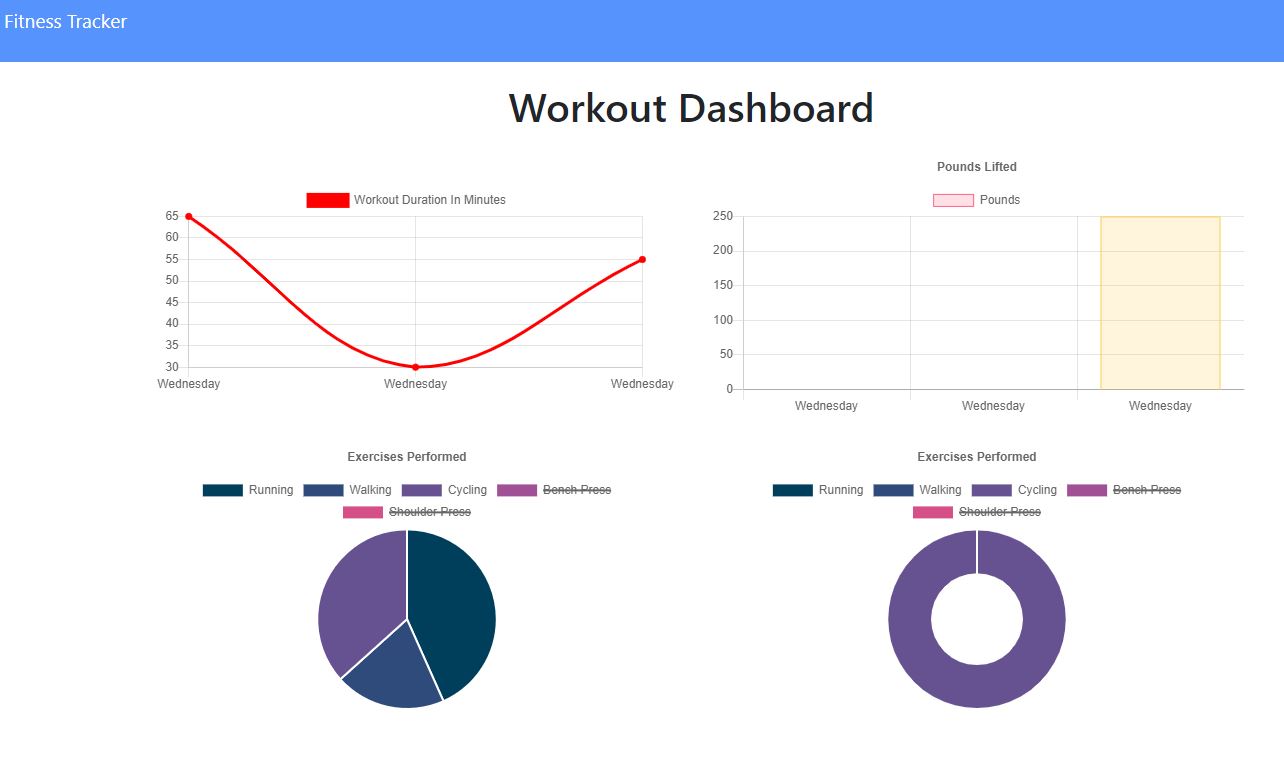 Fitness Tracker
Workout Dashboard
Workout Duration In Minutes
65
60
55
50
45
40
35
30
Wednesday Wednesday Wednesday
Pounds Lifted
Pounds
250
200
150
100
50
0
Wednesday Wednesday Wednesday
Exercises Performed
Running Walking Cycling Bench Press
Shoulder Press
Exercises Performed
Running Walking Cycling Bench Press
Shoulder Press